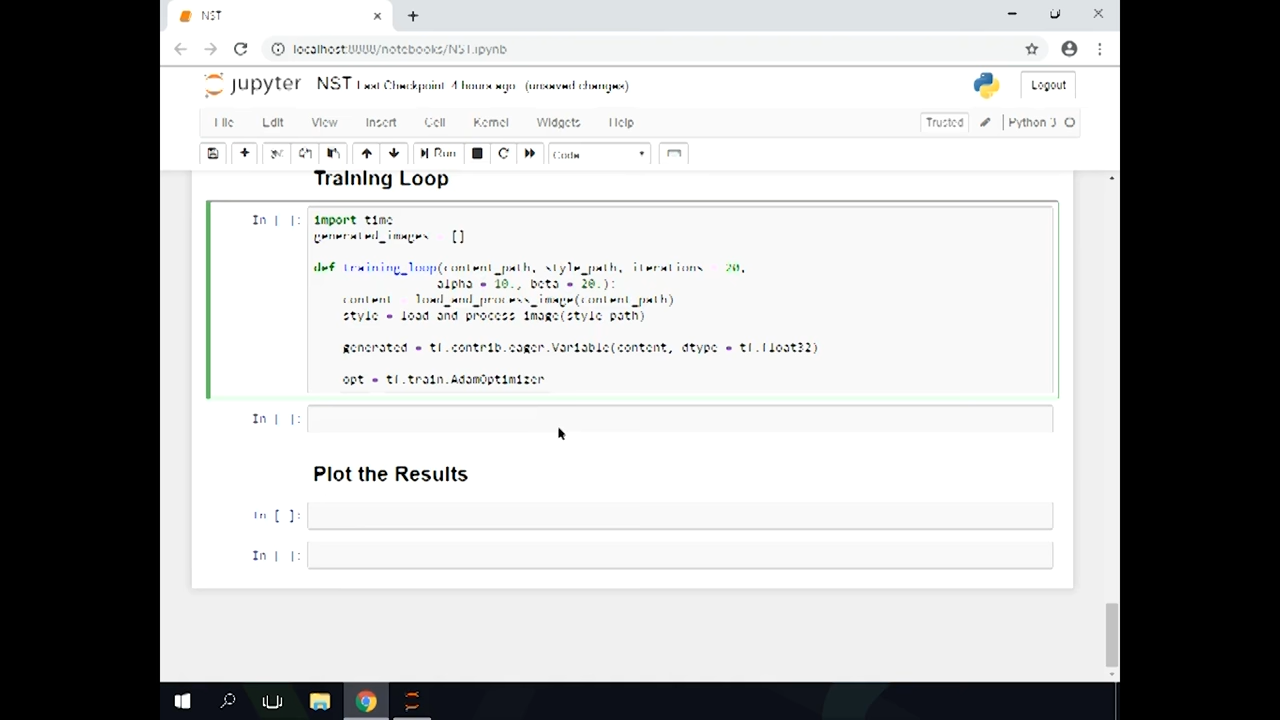 NST
localhost:8888/notebooks/NST.ipynb
jupyter NST Last Checkpoint 4 hours ago (unsaved changes)
Logout
File Edit View Insert Cell Kernel Widgets Help
Trusted Python 3
Run Code
Training Loop
In [ ]:
import time
generated_images = []
def training_loop(content_path, style_path, iterations = 20,
alpha = 10., beta = 20.):
content = load_and_process_image(content_path)
style = load_and_process_image(style_path)
generated = tf.contrib.eager.Variable(content, dtype = tf.float32)
opt = tf.train.AdamOptimizer
In [ ]:
Plot the Results
In [ ]:
In [ ]: